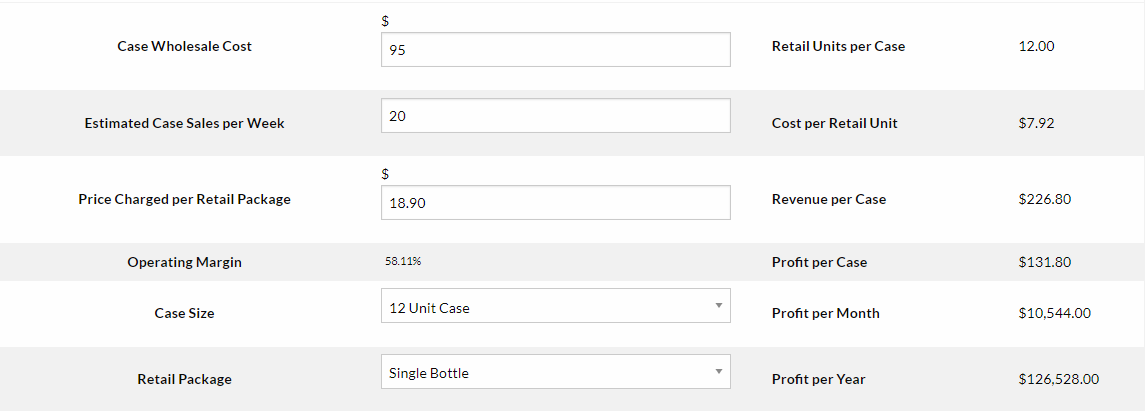 $
Case Wholesale Cost 95 Retail Units per Case 12.00
Estimated Case Sales per Week 20 Cost per Retail Unit $7.92
$
Price Charged per Retail Package 18.90 Revenue per Case $226.80
Operating Margin 58.11% Profit per Case $131.80
Case Size 12 Unit Case Profit per Month $10,544.00
Retail Package Single Bottle Profit per Year $126,528.00